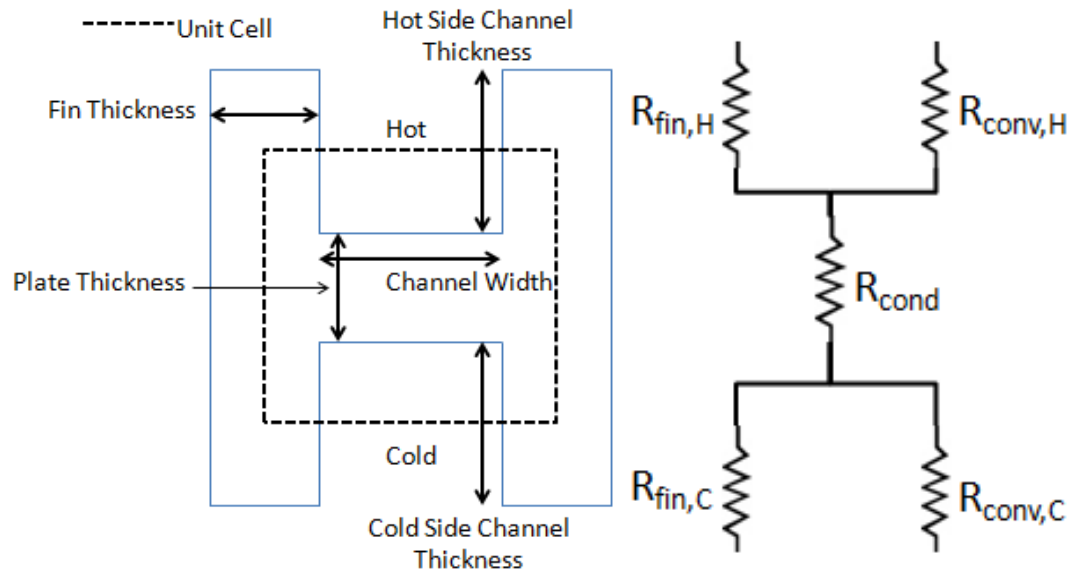 Unit Cell
Hot Side Channel
Thickness
Fin Thickness
Hot
Plate Thickness
Channel Width
Cold
Cold Side Channel
Thickness
Rfin,H
Rconv,H
Rcond
Rfin,C
Rconv,C